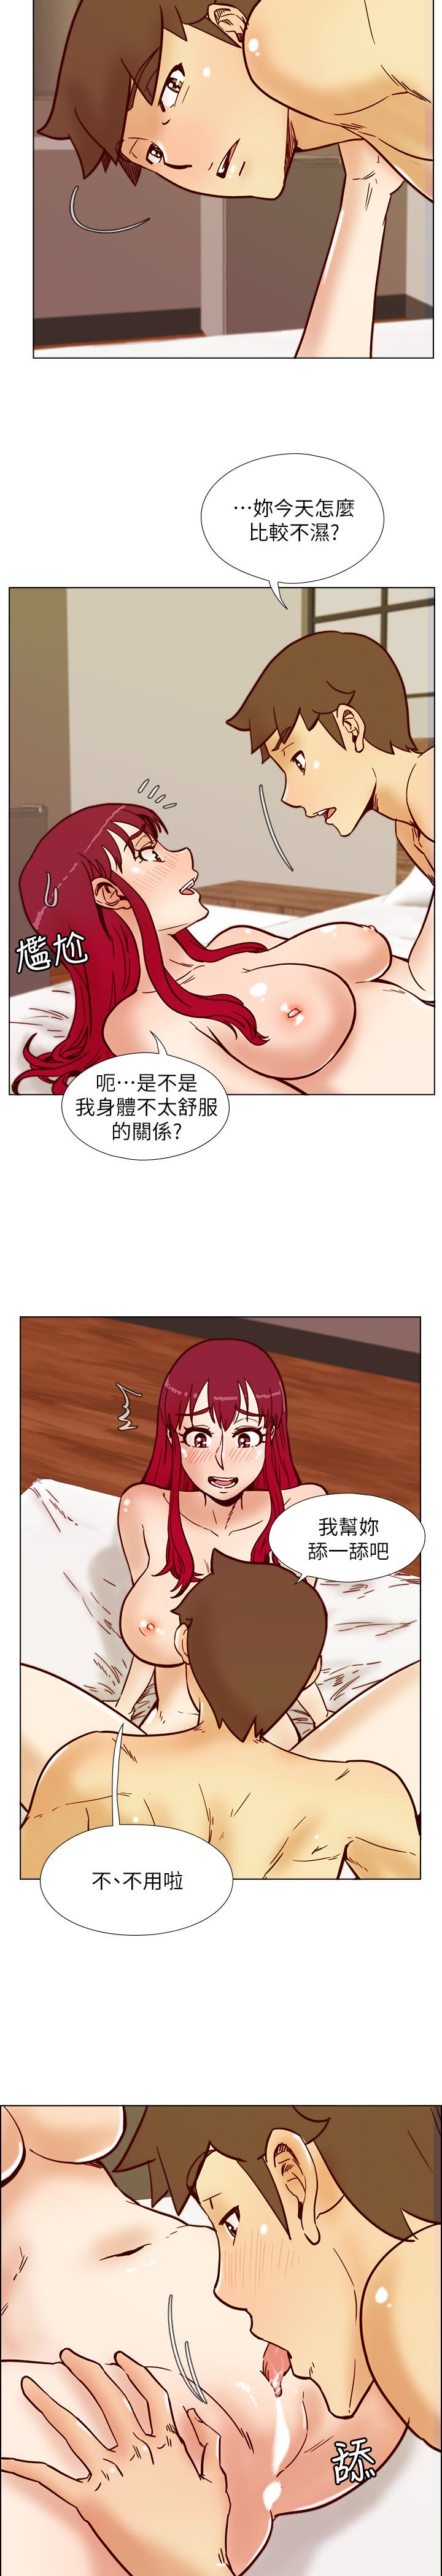 ⋯妳今天怎麼
比較不濕?
尷尬
呃⋯是不是
我身體不太舒服
的關係?
我幫妳
舔一舔吧
不、不用啦
舔